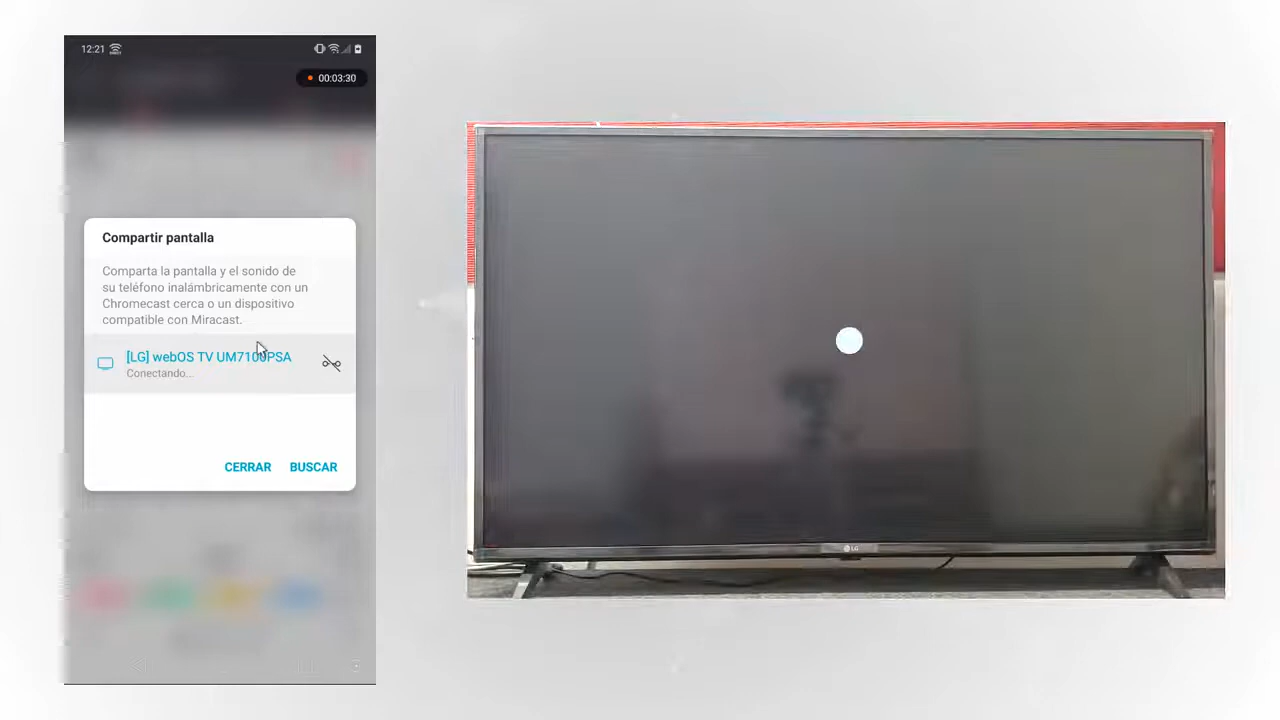 12:21
00:03:30
Compartir pantalla
Comparta la pantalla y el sonido de
su teléfono inalámbricamente con un
Chromecast cerca o un dispositivo
compatible con Miracast.
[LG] webOS TV UM7100PSA
Conectando...
CERRAR BUSCAR
LG